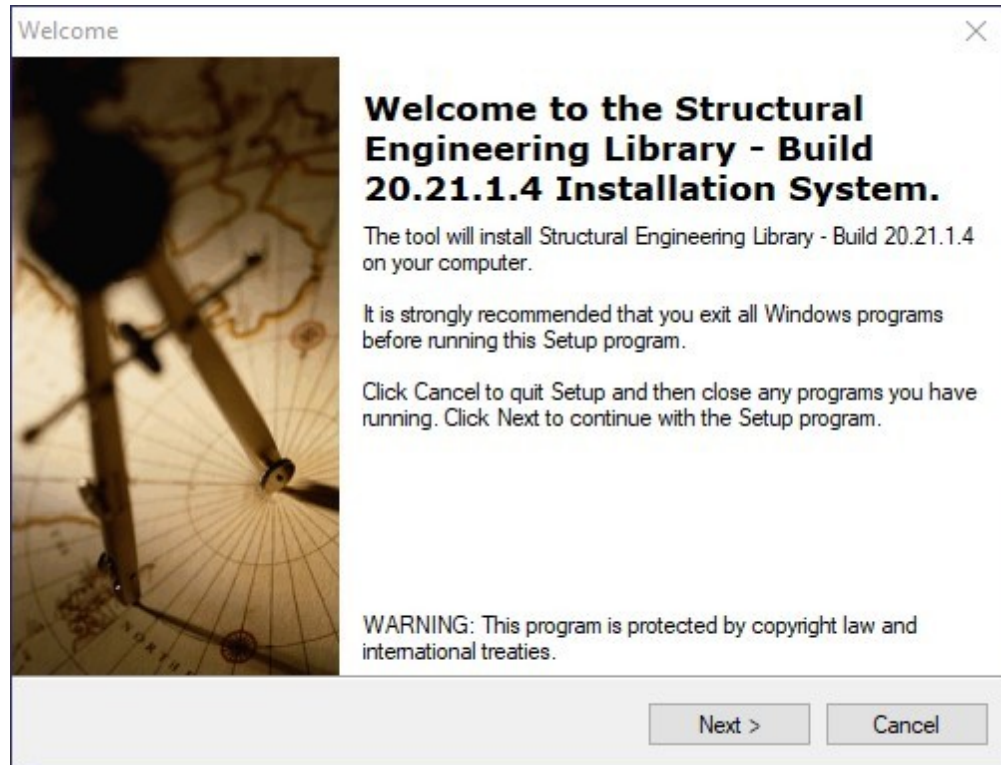 Welcome
Welcome to the Structural
Engineering Library - Build
20.21.1.4 Installation System.
The tool will install Structural Engineering Library - Build 20.21.1.4
on your computer.
It is strongly recommended that you exit all Windows programs
before running this Setup program.
Click Cancel to quit Setup and then close any programs you have
running. Click Next to continue with the Setup program.
NORTH
WARNING: This program is protected by copyright law and
international treaties.
Next >
Cancel